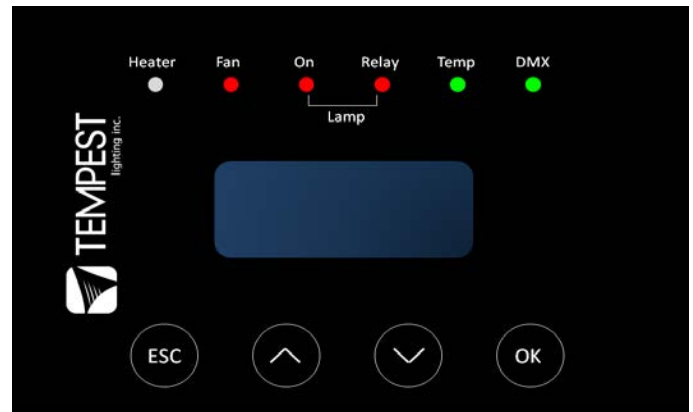 Heater Fan On Relay Temp DMX
Lamp
TEMPEST
lighting inc.
ESC OK